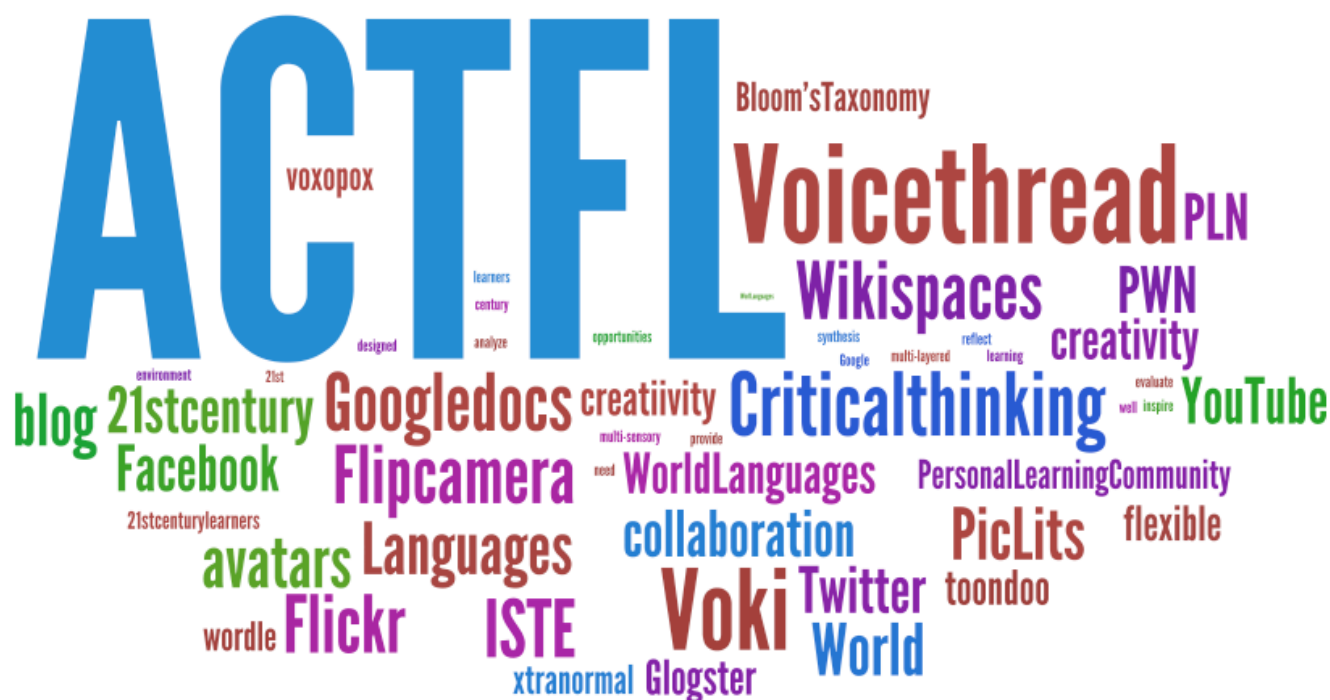 ACTFL
Bloom'sTaxonomy
voxopox
Voicethread
PLN
learners
Wikispaces
PWN
century
designed
analyze
opportunities
synthesis
reflect
creativity
Google
multi-layered
learning
environment
21st
blog
21stcentury
Googledocs
creatiivity
Criticalthinking
evaluate
well
inspire
YouTube
Facebook
Flipcamera
multi-sensory
provide
need
WorldLanguages
PersonalLearningCommunity
21stcenturylearners
collaboration
PicLits
flexible
avatars
Languages
Voki
Twitter
toondoo
wordle
Flickr
ISTE
World
xtranormal
Glogster